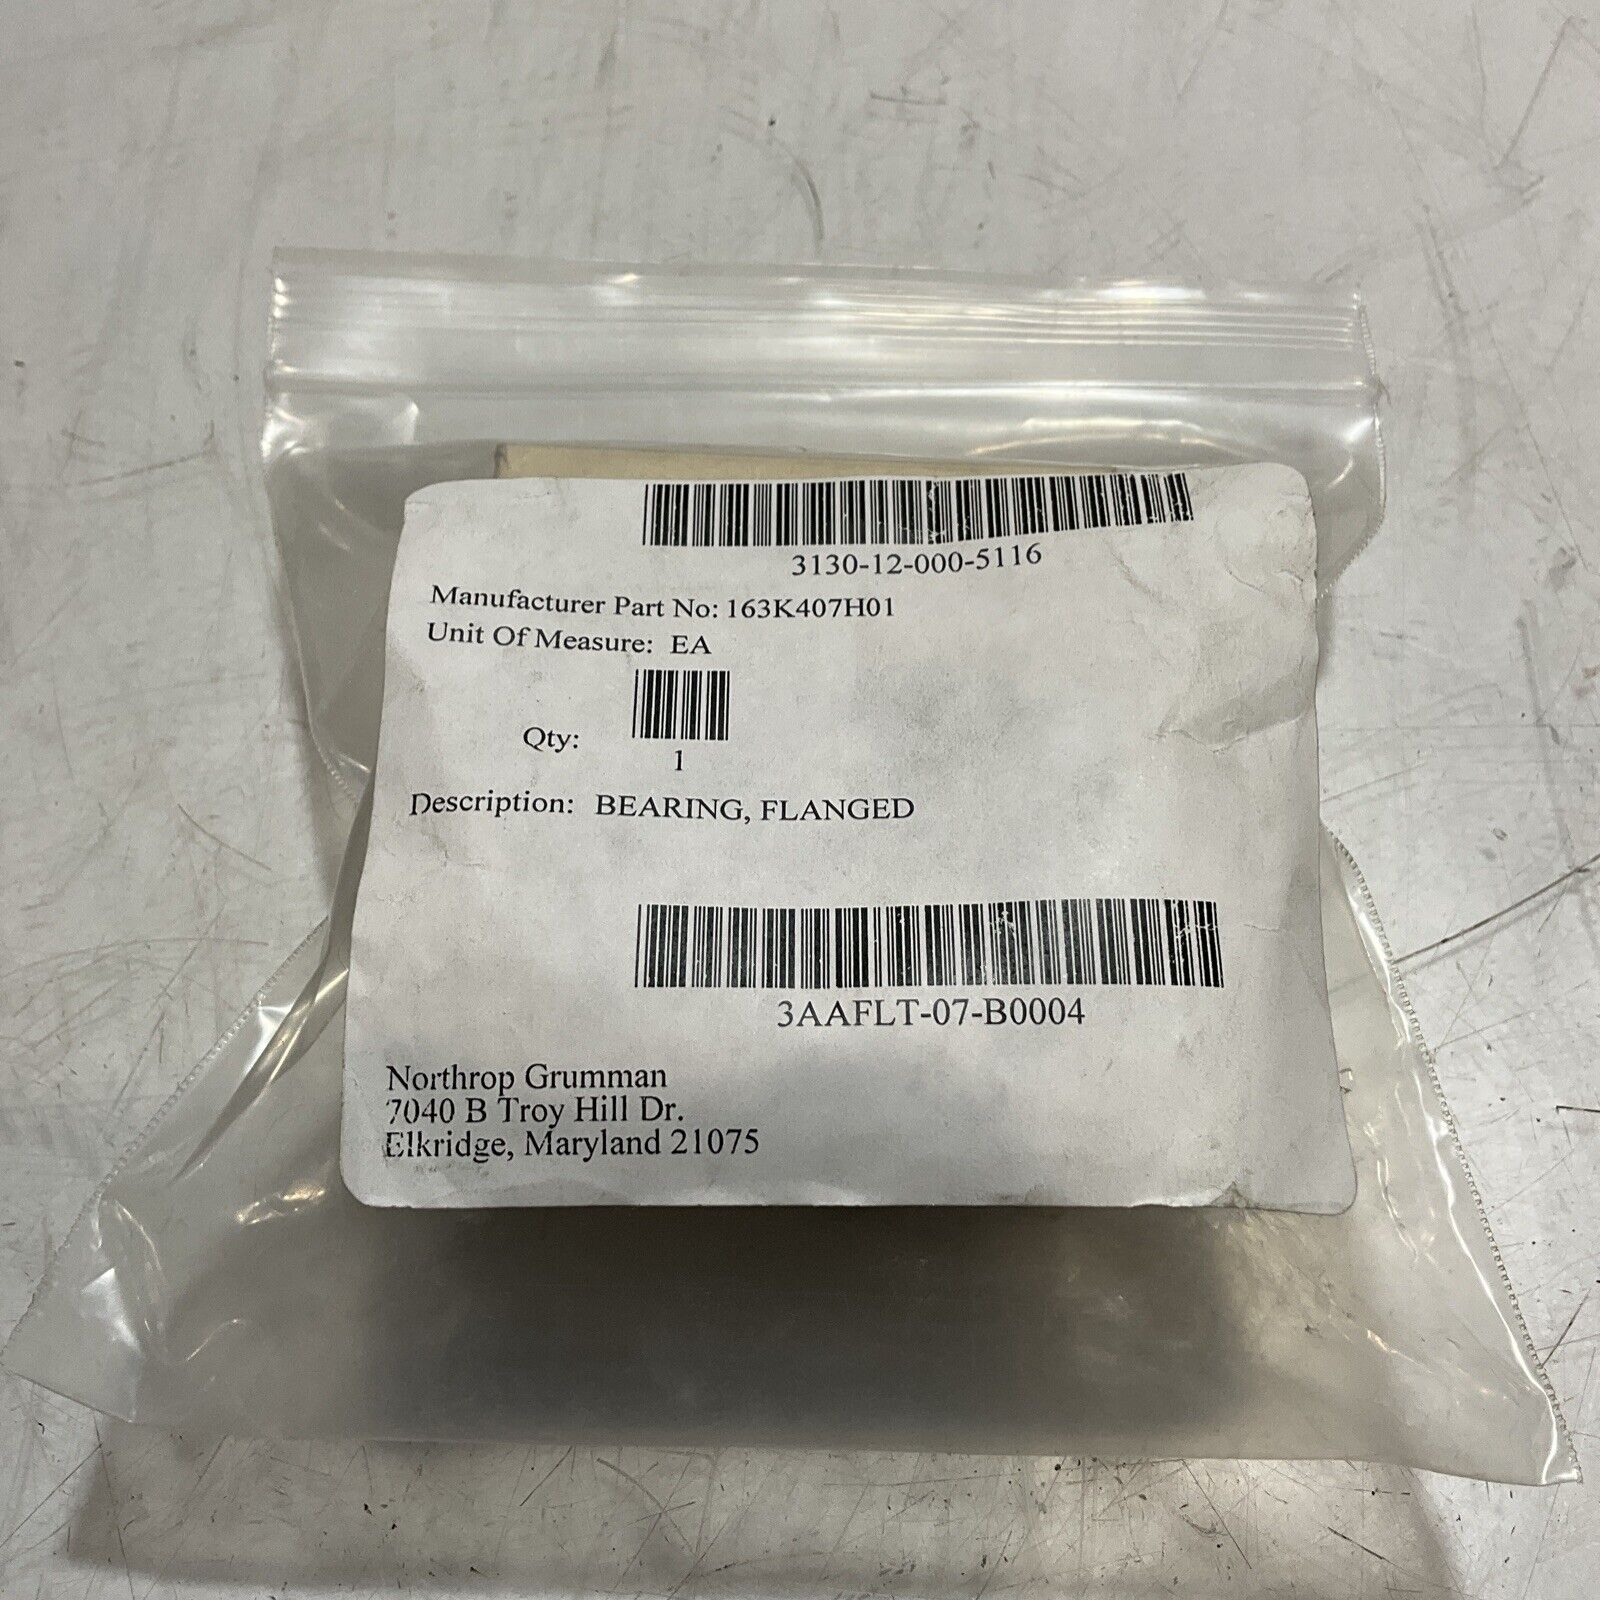 3130-12-000-5116
Manufacturer Part No: 163K407H01
Unit Of Measure: EA
Qty:
1
Description: BEARING, FLANGED
3AAFLT-07-B0004
Northrop Grumman
7040 B Troy Hill Dr.
Elkridge, Maryland 21075